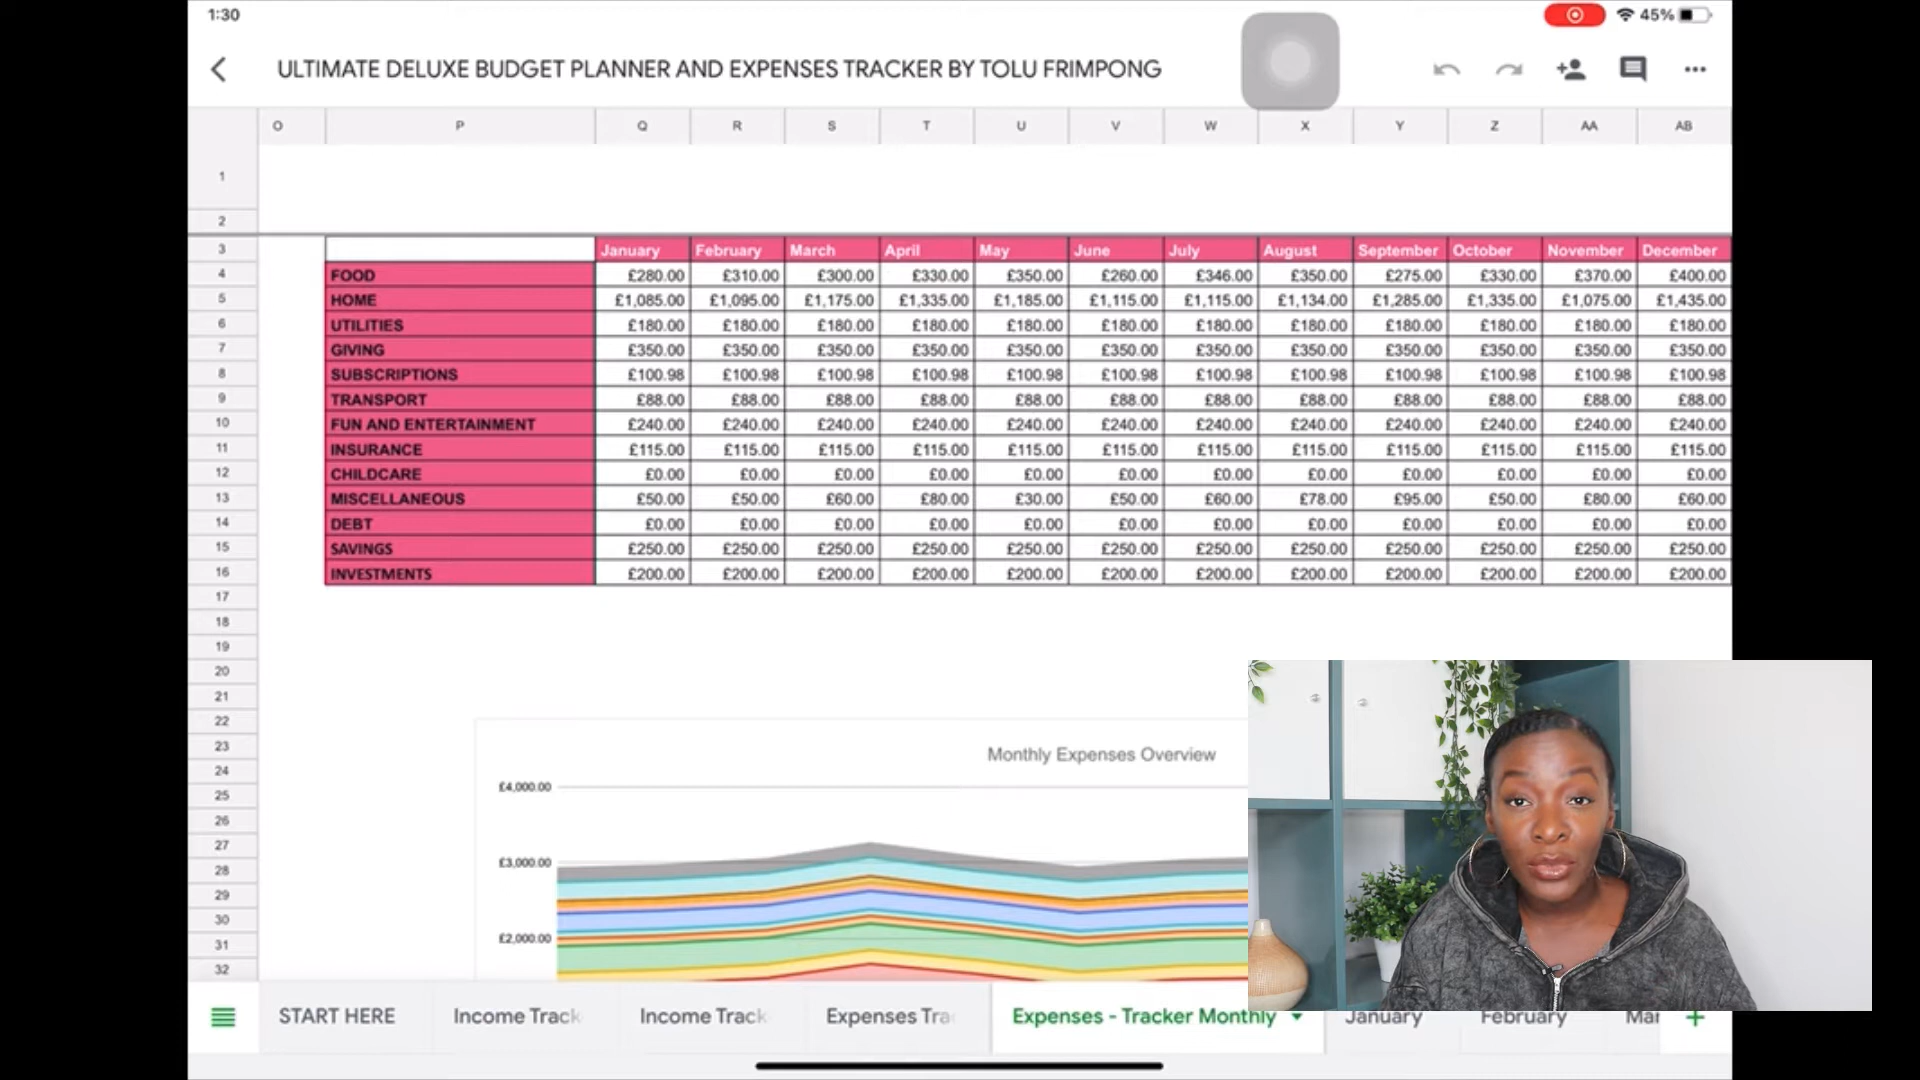 1:30
45%
ULTIMATE DELUXE BUDGET PLANNER AND EXPENSES TRACKER BY TOLU FRIMPONG
O P Q R S T U V W X Y Z AA AB
1
2
3 January February March April May June July August September October November December
4 FOOD £280.00 £310.00 £300.00 £330.00 £350.00 £260.00 £346.00 £350.00 £275.00 £330.00 £370.00 £400.00
5 HOME £1,085.00 £1,095.00 £1,175.00 £1,335.00 £1,185.00 £1,115.00 £1,115.00 £1,134.00 £1,285.00 £1,335.00 £1,075.00 £1,435.00
6 UTILITIES £180.00 £180.00 £180.00 £180.00 £180.00 £180.00 £180.00 £180.00 £180.00 £180.00 £180.00 £180.00
7 GIVING £350.00 £350.00 £350.00 £350.00 £350.00 £350.00 £350.00 £350.00 £350.00 £350.00 £350.00 £350.00
8 SUBSCRIPTIONS £100.98 £100.98 £100.98 £100.98 £100.98 £100.98 £100.98 £100.98 £100.98 £100.98 £100.98 £100.98
9 TRANSPORT £88.00 £88.00 £88.00 £88.00 £88.00 £88.00 £88.00 £88.00 £88.00 £88.00 £88.00 £88.00
10 FUN AND ENTERTAINMENT £240.00 £240.00 £240.00 £240.00 £240.00 £240.00 £240.00 £240.00 £240.00 £240.00 £240.00 £240.00
11 INSURANCE £115.00 £115.00 £115.00 £115.00 £115.00 £115.00 £115.00 £115.00 £115.00 £115.00 £115.00 £115.00
12 CHILDCARE £0.00 £0.00 £0.00 £0.00 £0.00 £0.00 £0.00 £0.00 £0.00 £0.00 £0.00 £0.00
13 MISCELLANEOUS £50.00 £50.00 £60.00 £80.00 £30.00 £50.00 £60.00 £78.00 £95.00 £50.00 £80.00 £60.00
14 DEBT £0.00 £0.00 £0.00 £0.00 £0.00 £0.00 £0.00 £0.00 £0.00 £0.00 £0.00 £0.00
15 SAVINGS £250.00 £250.00 £250.00 £250.00 £250.00 £250.00 £250.00 £250.00 £250.00 £250.00 £250.00 £250.00
16 INVESTMENTS £200.00 £200.00 £200.00 £200.00 £200.00 £200.00 £200.00 £200.00 £200.00 £200.00 £200.00 £200.00
17
18
19
20
21
22
23 Monthly Expenses Overview
24
£4,000.00
25
26
27
28 £3,000.00
29
30
31 £2,000.00
32
START HERE Income Track Income Track Expenses Tra Expenses - Tracker Monthly January February Mar